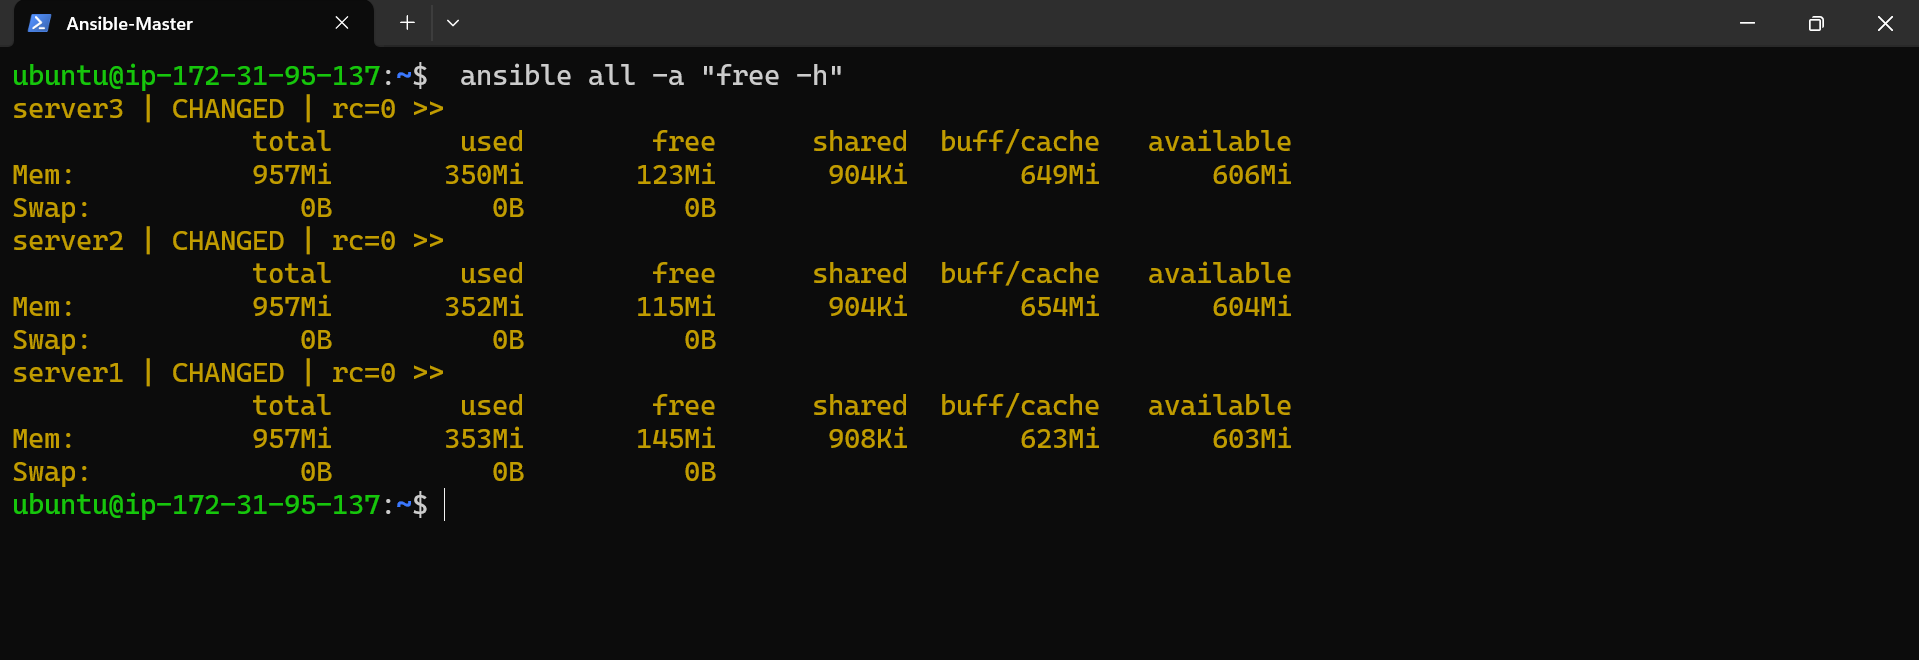 Ansible-Master
ubuntu@ip-172-31-95-137:~$  ansible all -a "free -h"
server3 | CHANGED | rc=0 >>
               total        used        free      shared  buff/cache   available
Mem:           957Mi       350Mi       123Mi       904Ki       649Mi       606Mi
Swap:             0B          0B          0B
server2 | CHANGED | rc=0 >>
               total        used        free      shared  buff/cache   available
Mem:           957Mi       352Mi       115Mi       904Ki       654Mi       604Mi
Swap:             0B          0B          0B
server1 | CHANGED | rc=0 >>
               total        used        free      shared  buff/cache   available
Mem:           957Mi       353Mi       145Mi       908Ki       623Mi       603Mi
Swap:             0B          0B          0B
ubuntu@ip-172-31-95-137:~$